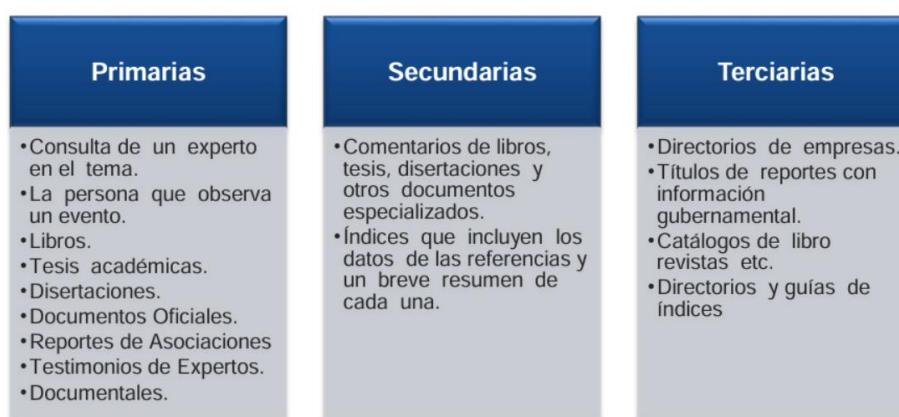 Primarias
•Consulta de un experto
en el tema.
•La persona que observa
un evento.
•Libros.
•Tesis académicas.
•Disertaciones.
•Documentos Oficiales.
•Reportes de Asociaciones
•Testimonios de Expertos.
•Documentales.
Secundarias
•Comentarios de libros,
tesis, disertaciones y
otros documentos
especializados.
•Índices que incluyen los
datos de las referencias y
un breve resumen de
cada una.
Terciarias
•Directorios de empresas.
•Títulos de reportes con
información
gubernamental.
•Catálogos de libro
revistas etc.
•Directorios y guías de
índices